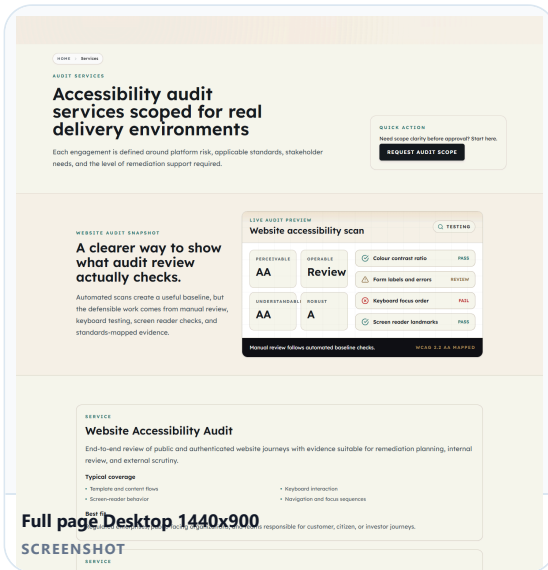 HOME Services
AUDIT SERVICES
Accessibility audit
services scoped for real
delivery environments
Each engagement is defined around platform risk, applicable standards, stakeholder
needs, and the level of remediation support required.
QUICK ACTION
Need scope clarity before approval? Start here.
REQUEST AUDIT SCOPE
WEBSITE AUDIT SNAPSHOT
A clearer way to show
what audit review
actually checks.
Automated scans create a useful baseline, but
the defensible work comes from manual review,
keyboard testing, screen reader checks, and
standards-mapped evidence.
LIVE AUDIT PREVIEW
Website accessibility scan
TESTING
PERCEIVABLE
AA
OPERABLE
Review
UNDERSTANDABL
AA
ROBUST
A
Colour contrast ratio PASS
Form labels and errors REVIEW
Keyboard focus order FAIL
Screen reader landmarks PASS
Manual review follows automated baseline checks. WCAG 2.2 AA MAPPED
SERVICE
Website Accessibility Audit
End-to-end review of public and authenticated website journeys with evidence suitable for remediation planning, internal
review, and external scrutiny.
Typical coverage
• Template and content flows
• Keyboard interaction
• Screen-reader behavior
• Navigation and focus sequences
Best fit
Full page Desktop 1440x900
responsible for customer, citizen, or investor journeys.
SCREENSHOT
SERVICE